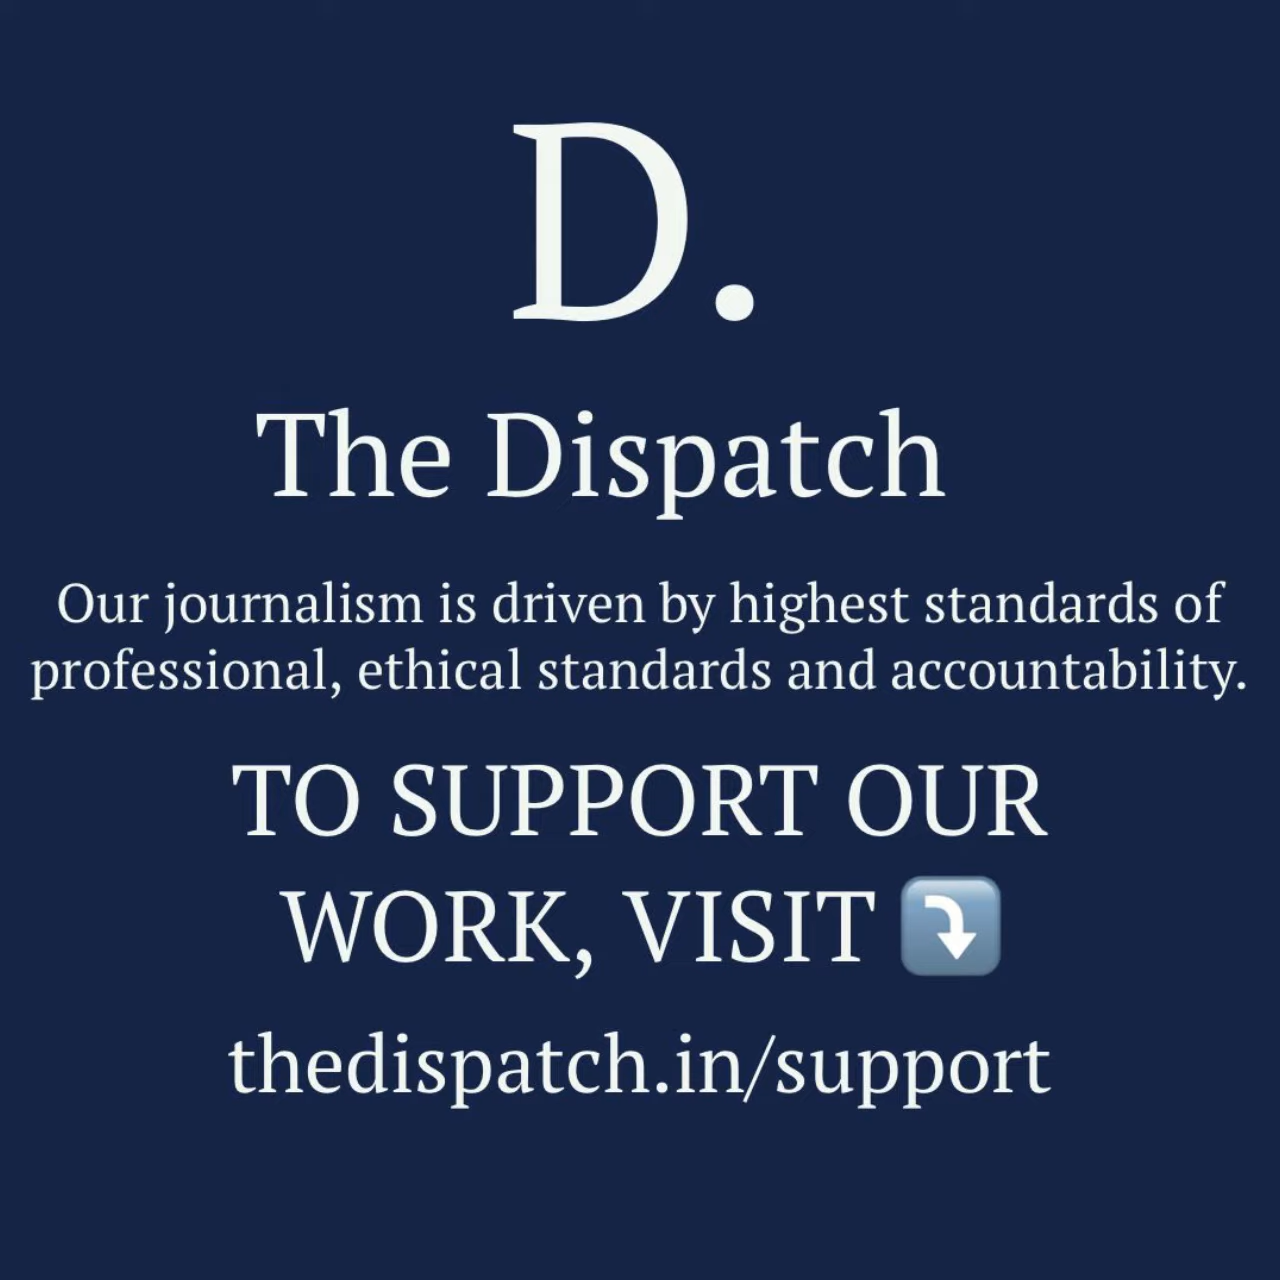 D.
The Dispatch
Our journalism is driven by highest standards of
professional, ethical standards and accountability.
TO SUPPORT OUR
WORK, VISIT ⤵️
thedispatch.in/support